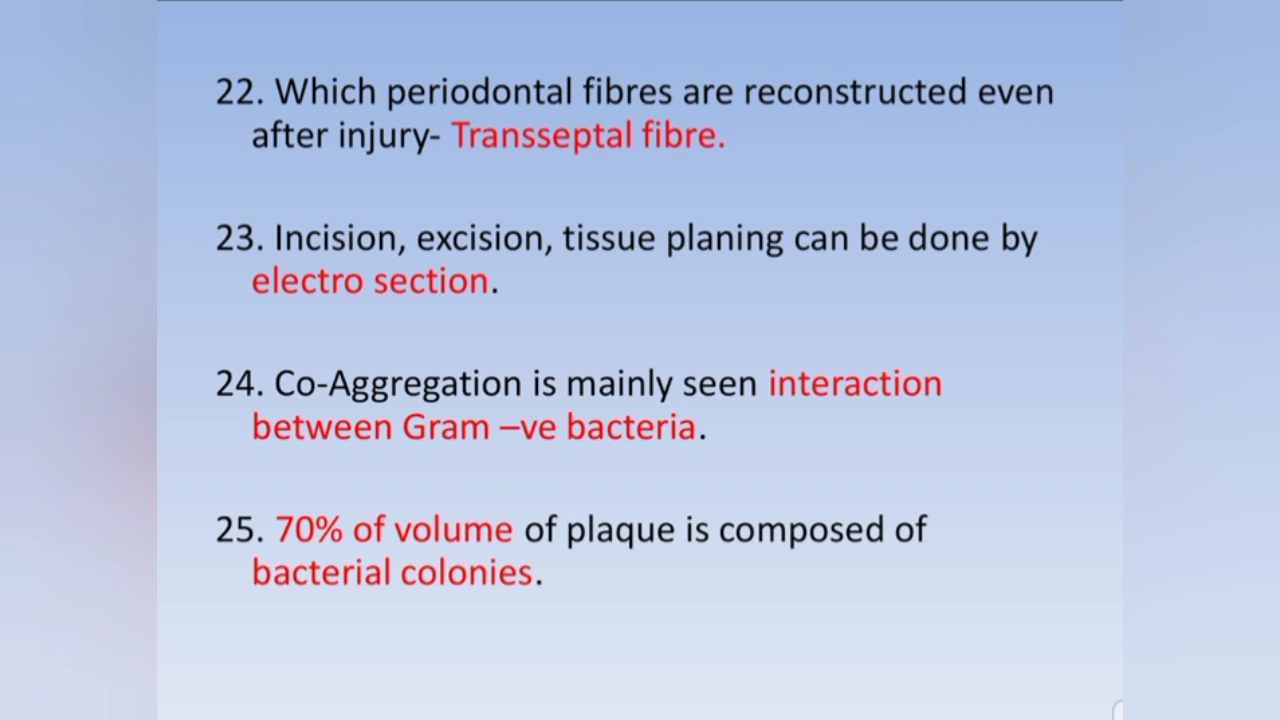 22. Which periodontal fibres are reconstructed even
after injury- Transseptal fibre.
23. Incision, excision, tissue planing can be done by
electro section.
24. Co-Aggregation is mainly seen interaction
between Gram –ve bacteria.
25. 70% of volume of plaque is composed of
bacterial colonies.